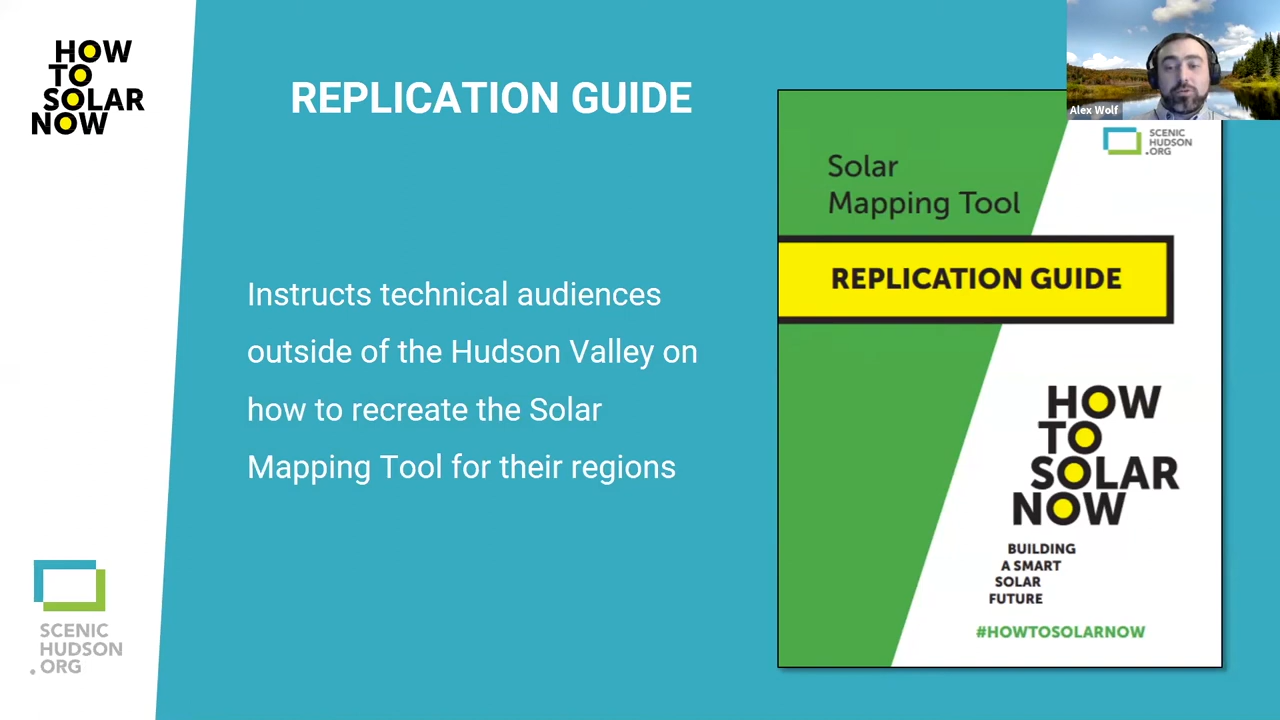 HOW
TO
SOLAR
NOW
REPLICATION GUIDE
Instructs technical audiences
outside of the Hudson Valley on
how to recreate the Solar
Mapping Tool for their regions
SCENIC
HUDSON
.ORG
Alex Wolf
SCENIC
HUDSON
.ORG
Solar
Mapping Tool
REPLICATION GUIDE
HOW
TO
SOLAR
NOW
BUILDING
A SMART
SOLAR
FUTURE
#HOWTOSOLARNOW